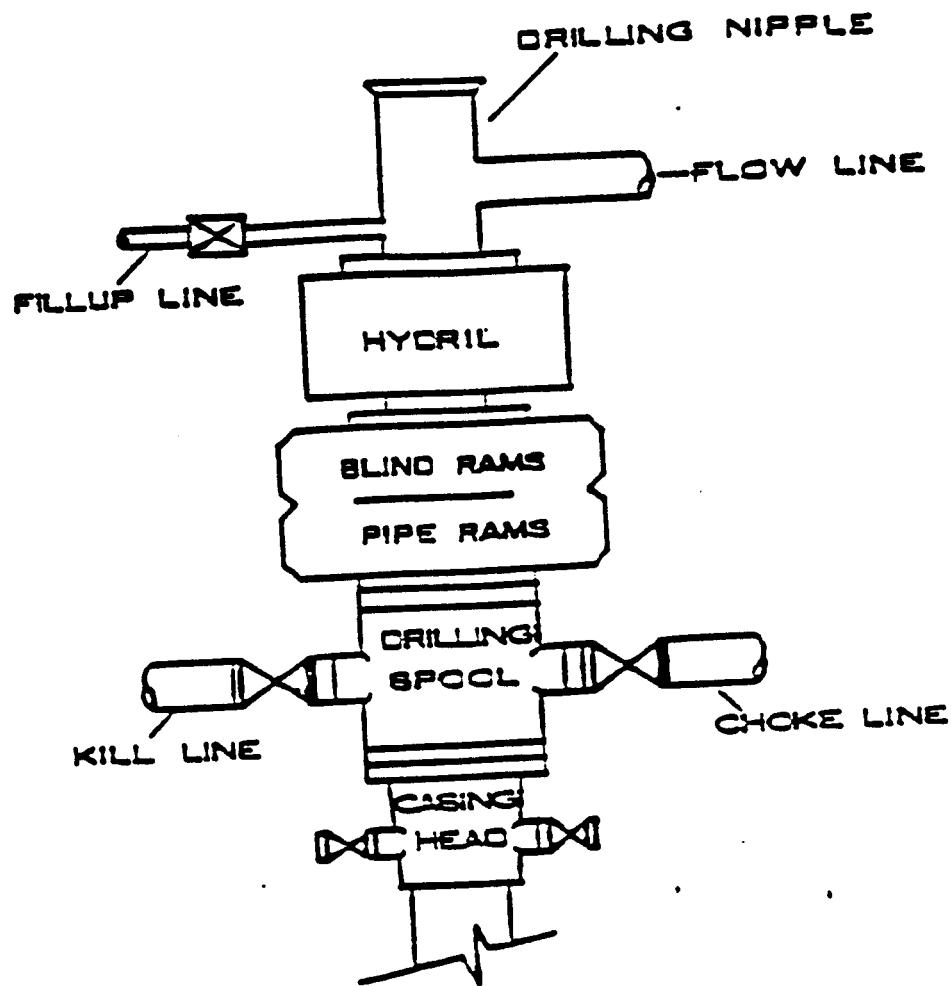 DRILLING NIPPLE
FLOW LINE
FILLUP LINE
HYDRIL
BLIND RAMS
PIPE RAMS
DRILLING
SPOOL
KILL LINE
CHOKE LINE
CASING
HEAD